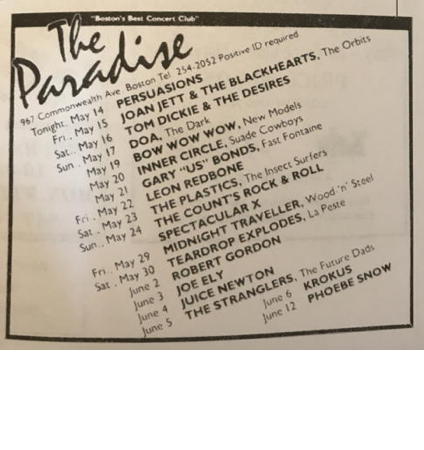 "Boston's Best Concert Club"
The
Paradise
967 Commonwealth Ave. Boston Tel. 254-2052 Positive ID required
Tonight, May 14 PERSUASIONS
Fri., May 15 JOAN JETT & THE BLACKHEARTS, The Orbits
Sat., May 16 TOM DICKIE & THE DESIRES
Sun., May 17 DOA, The Dark
May 19 BOW WOW WOW, New Models
May 20 INNER CIRCLE, Suade Cowboys
May 21 GARY "US" BONDS, Fast Fontaine
Fri., May 22 LEON REDBONE
Sat., May 23 THE PLASTICS, The Insect Surfers
Sun., May 24 THE COUNT'S ROCK & ROLL
SPECTACULAR X
Fri., May 29 MIDNIGHT TRAVELLER, Wood 'n' Steel
Sat., May 30 TEARDROP EXPLODES, La Peste
June 2 ROBERT GORDON
June 3 JOE ELY
June 4 JUICE NEWTON
June 5 THE STRANGLERS, The Future Dads
June 6 KROKUS
June 12 PHOEBE SNOW